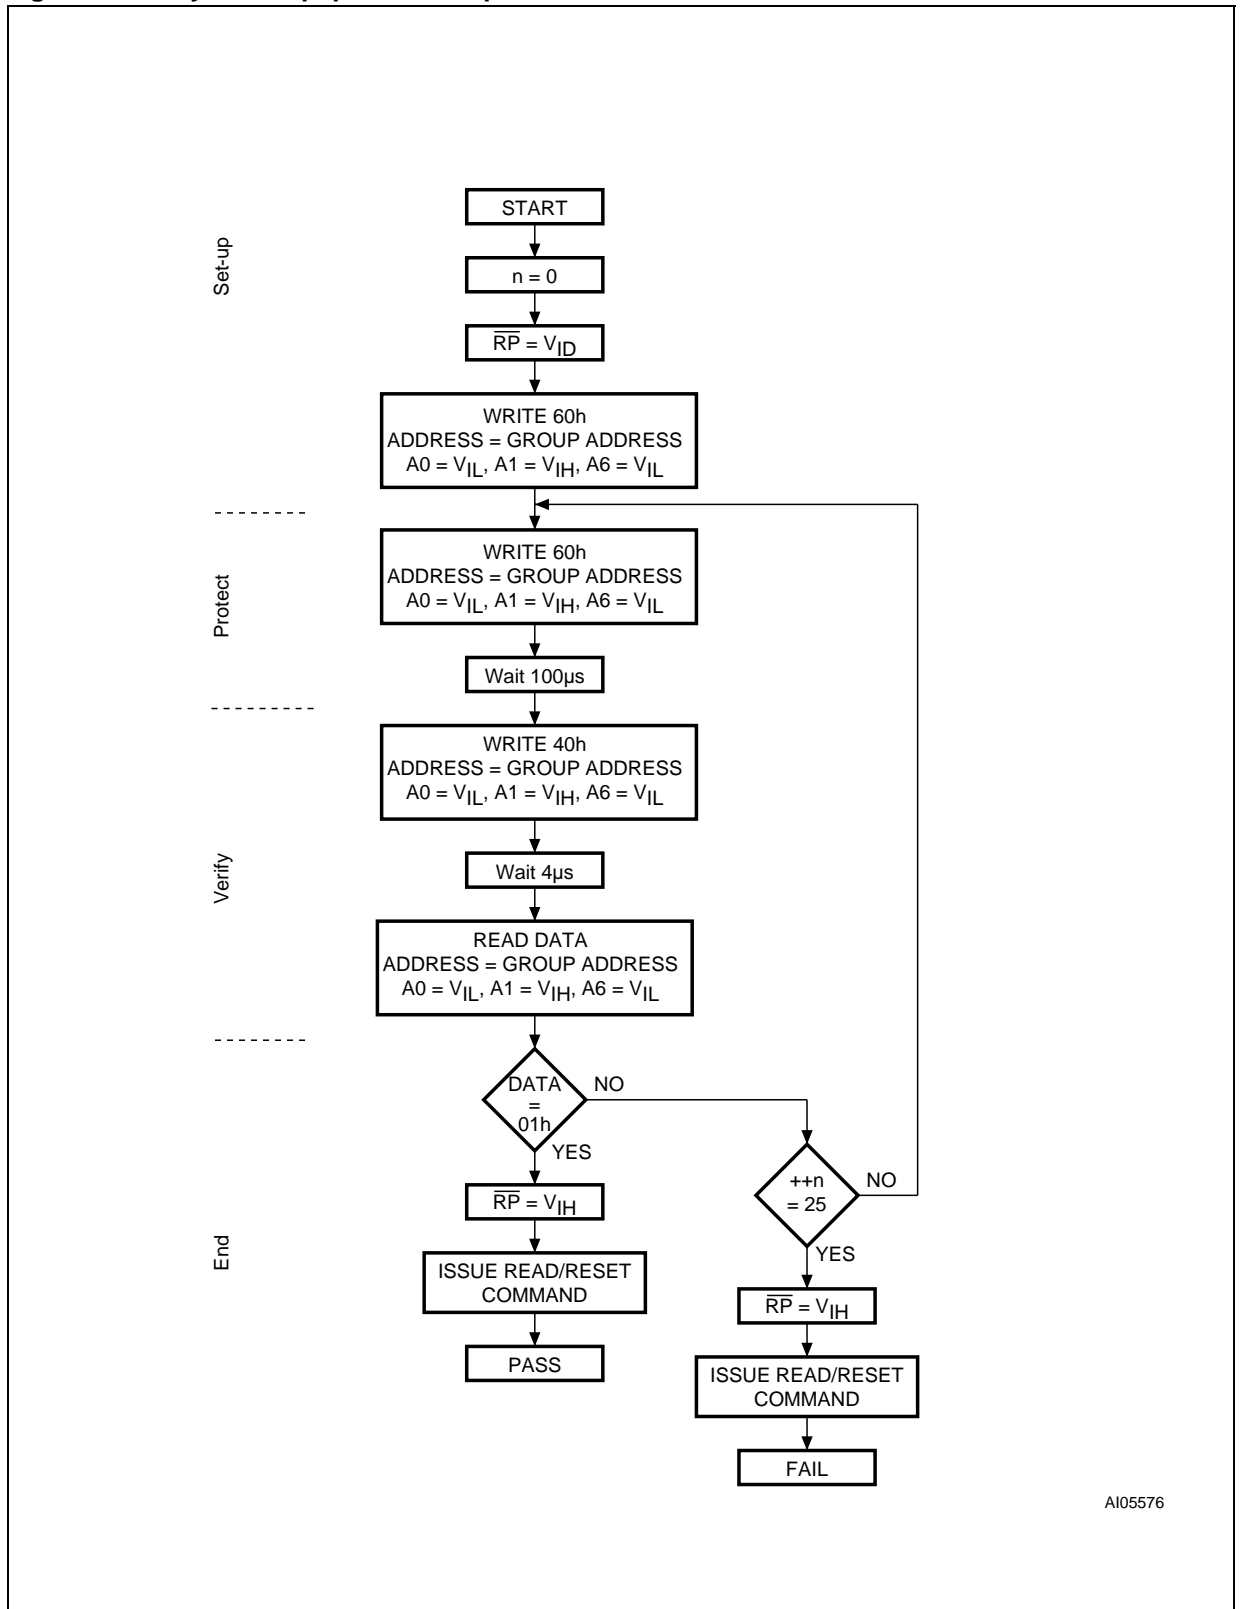 START
Set-up
n = 0
R̅P̅ = VID
WRITE 60h
ADDRESS = GROUP ADDRESS
A0 = VIL, A1 = VIH, A6 = VIL
WRITE 60h
ADDRESS = GROUP ADDRESS
A0 = VIL, A1 = VIH, A6 = VIL
Protect
Wait 100µs
WRITE 40h
ADDRESS = GROUP ADDRESS
A0 = VIL, A1 = VIH, A6 = VIL
Verify
Wait 4µs
READ DATA
ADDRESS = GROUP ADDRESS
A0 = VIL, A1 = VIH, A6 = VIL
DATA
=
01h
NO
YES
++n
= 25
NO
YES
End
R̅P̅ = VIH
ISSUE READ/RESET
COMMAND
PASS
R̅P̅ = VIH
ISSUE READ/RESET
COMMAND
FAIL
AI05576